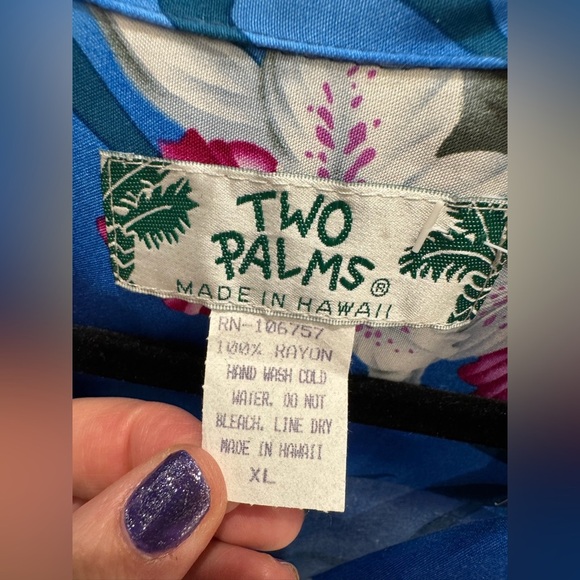 TWO
PALMS®
MADE IN HAWAII
RN-106757
100% RAYON
HAND WASH COLD
WATER. DO NOT
BLEACH. LINE DRY
MADE IN HAWAII
XL